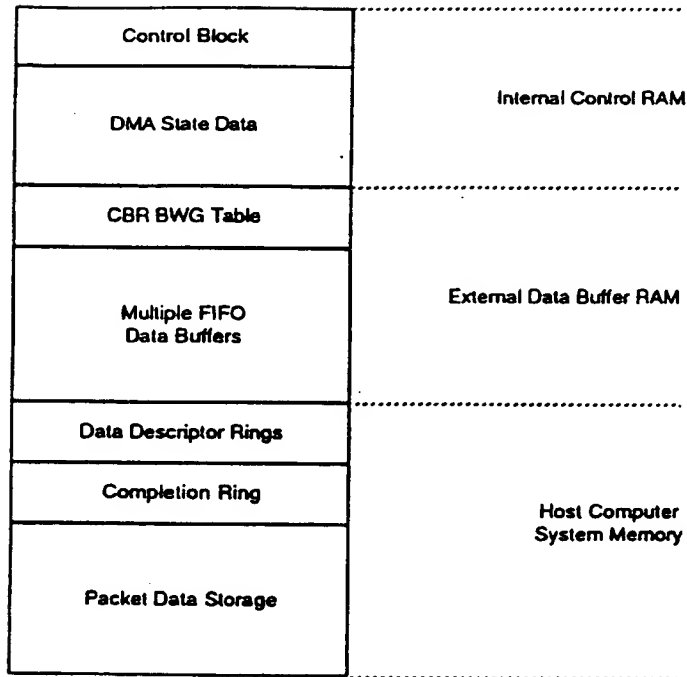 Control Block
DMA State Data
Internal Control RAM
CBR BWG Table
Multiple FIFO
Data Buffers
External Data Buffer RAM
Data Descriptor Rings
Completion Ring
Packet Data Storage
Host Computer
System Memory